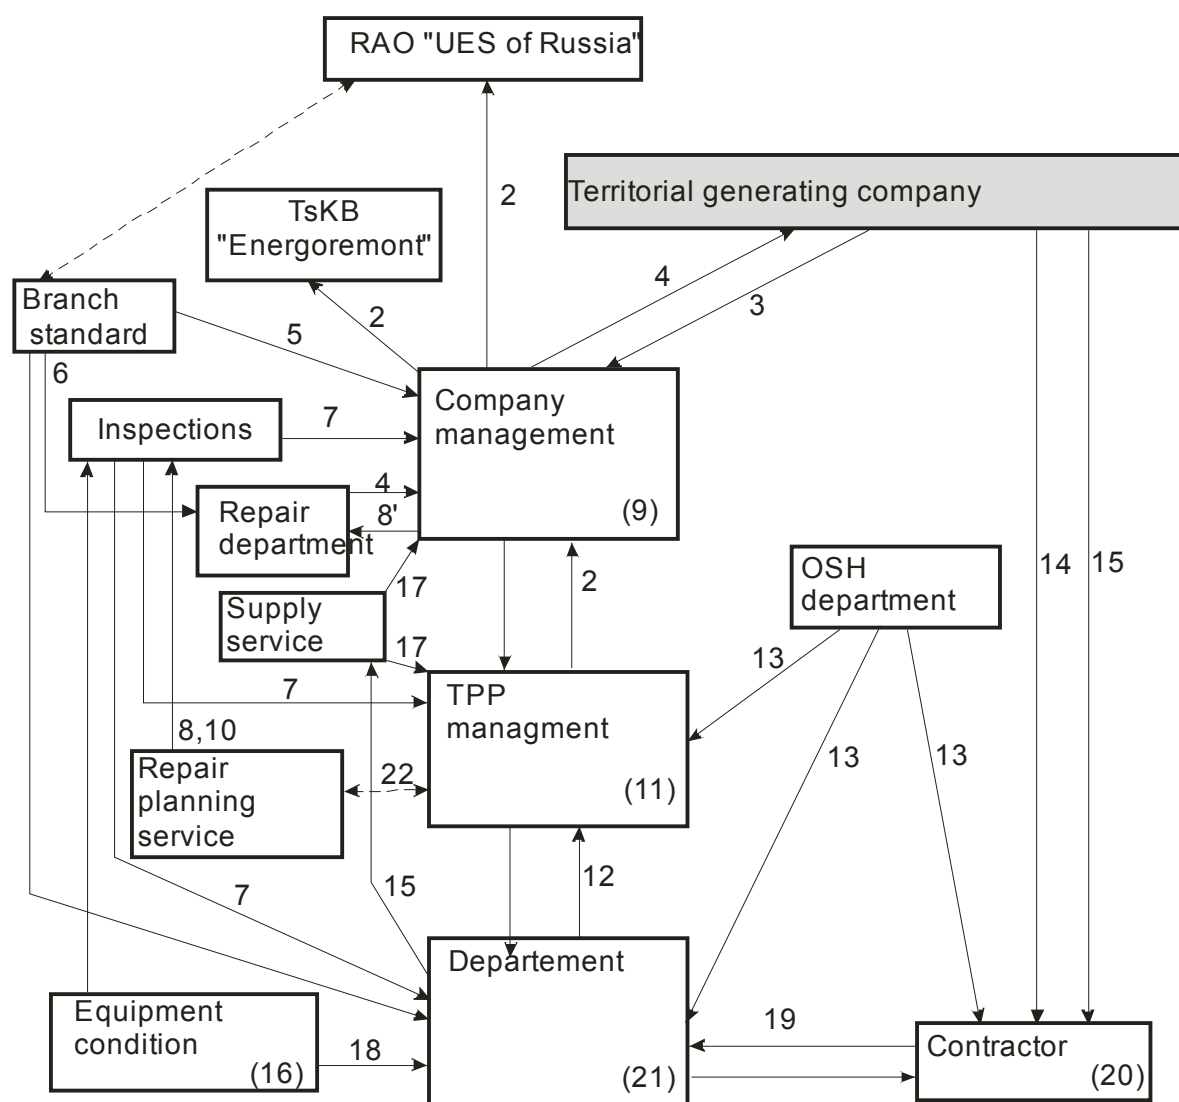 RAO "UES of Russia"
2
Territorial generating company
TsKB
"Energoremont"
4
3
Branch
standard
2
5
6
Company
management
(9)
Inspections
7
4
Repair
department
8'
14
15
OSH
department
17
2
Supply
service
17
13
7
TPP
managment
(11)
8,10
13
13
Repair
planning
service
22
12
15
7
Departement
(21)
Equipment
condition
(16)
18
19
Contractor
(20)